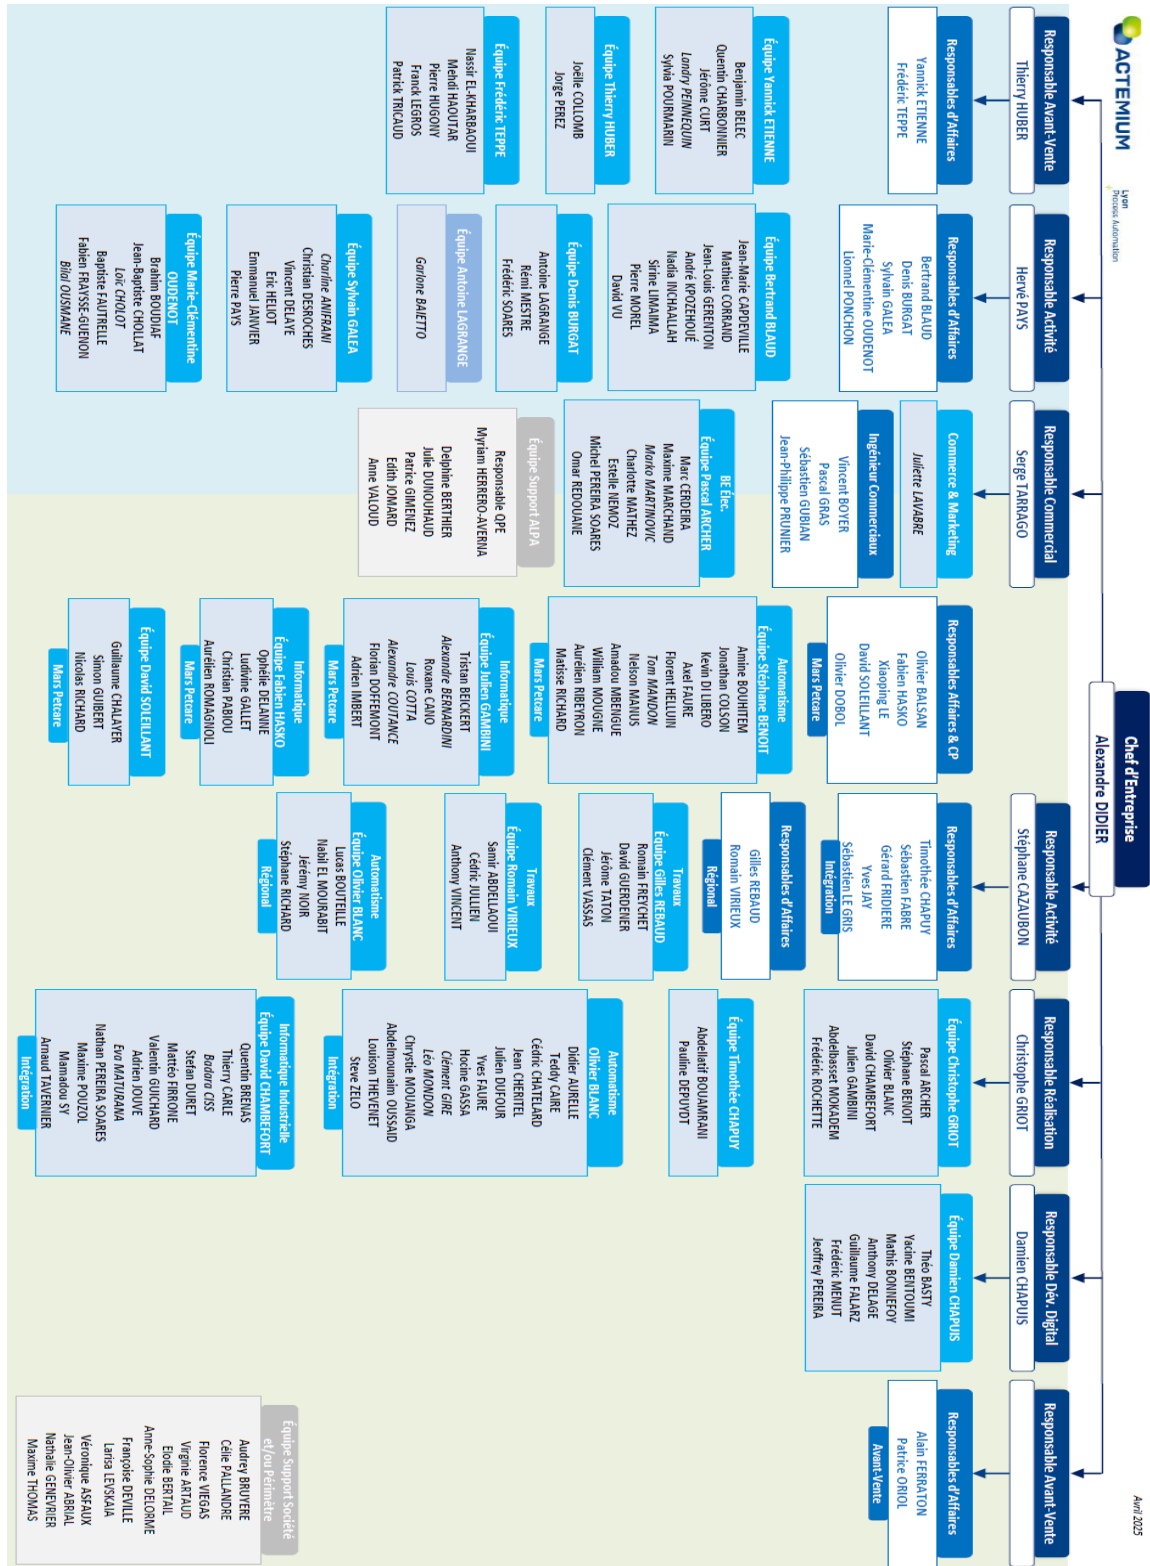 ACTEMIUM
Lyon
Process Automation
Avril 2025
Chef d'Entreprise
Alexandre DIDIER
Responsable Avant-Vente
Thierry HUBER
Responsables d'Affaires
Yannick ETIENNE
Frédéric TEPPE
Équipe Yannick ETIENNE
Benjamin BELEC
Quentin CHARBONNIER
Jérôme CURT
Landry PEINNEQUIN
Sylvia POURMARIN
Équipe Thierry HUBER
Joëlle COLLOMB
Jorge PEREZ
Équipe Frédéric TEPPE
Nassir EL-KHARBAOUI
Mehdi HAOUTAR
Pierre HUGONY
Franck LEGROS
Patrick TRICAUD
Responsable Activité
Hervé PAYS
Responsables d'Affaires
Bertrand BLAUD
Denis BURGAT
Sylvain GALEA
Marie-Clémentine OUDENOT
Lionnel PONCHON
Équipe Bertrand BLAUD
Jean-Marie CAPDEVILLE
Mathieu CORRAND
Jean-Louis GERENTON
André KPOZEHOUÉ
Nadia INCHAALLAH
Sirine LIMAIMA
Pierre MOREL
David VU
Équipe Denis BURGAT
Antoine LAGRANGE
Rémi MESTRE
Frédéric SOARES
Équipe Antoine LAGRANGE
Garlone BAIETTO
Équipe Sylvain GALEA
Charline ANIFRANI
Christian DESROCHES
Vincent DELAYE
Eric HELIOT
Emmanuel JANVIER
Pierre PAYS
Équipe Marie-Clémentine
OUDENOT
Brahim BOUDIAF
Jean-Baptiste CHOLAT
Loïc CHOLOT
Baptiste FAUTRELLE
Fabien FRAYSSE-GUENON
Bilal OUSMANE
Responsable Commercial
Serge TARRAGO
Commerce & Marketing
Juliette LAVABRE
Ingénieur Commerciaux
Vincent BOYER
Pascal GRAS
Sébastien GUBIAN
Jean-Philippe PRUNIER
BE Élec.
Équipe Pascal ARCHER
Marc CERDEIRA
Maxime MARCHAND
Marko MARTINOVIC
Charlotte MATHEZ
Estelle NEMOZ
Michel PEREIRA SOARES
Omar REDOUANE
Équipe Support ALPA
Responsable QPE
Myriam HERRERO-AVERNA
Delphine BERTHIER
Julie DUNOUHAUD
Patrice GIMENEZ
Edith JOMARD
Anne VALOUD
Responsables Affaires & CP
Olivier BALSAN
Fabien HASKO
Xiaoping LE
David SOLEILLANT
Olivier DOBOL
Mars Petcare
Automatisme
Équipe Stéphane BENOIT
Amine BOUHITEM
Jonathan COLSON
Kevin DI LIBERO
Axel FAURE
Florent HELLUIN
Tom MANDON
Nelson MANUS
Amadou MBENGUE
William MOUGNE
Aurélien RIBEYRON
Matisse RICHARD
Mars Petcare
Informatique
Équipe Julien GAMBINI
Tristan BEICKERT
Alexandre BERNARDINI
Roxane CANO
Louis COTTA
Alexandre COUTANCE
Florian DOFFEMONT
Adrien IMBERT
Mars Petcare
Informatique
Équipe Fabien HASKO
Ophélie DELANNE
Ludivine GALLET
Christian PABIOU
Aurélien ROMAGNOLI
Mars Petcare
Équipe David SOLEILLANT
Guillaume CHALAYER
Simon GUIBERT
Nicolas RICHARD
Mars Petcare
Responsable Activité
Stéphane CAZAUBON
Responsables d'Affaires
Timothée CHAPUY
Sébastien FABRE
Gérard FRIDIERE
Yves JAY
Sébastien LE GRIS
Intégration
Responsables d'Affaires
Gilles REBAUD
Romain VIRIEUX
Régional
Travaux
Équipe Gilles REBAUD
Romain FREYCHET
David GUERDENER
Jérôme TATON
Clément VASSAS
Travaux
Équipe Romain VIRIEUX
Samir ABDELLAOUI
Cédric JULLIEN
Anthony VINCENT
Automatisme
Équipe Olivier BLANC
Lucas BOUTEILLE
Nabil EL MOURABIT
Jérémy NOIR
Stéphane RICHARD
Régional
Responsable Réalisation
Christophe GRIOT
Équipe Christophe GRIOT
Pascal ARCHER
Stéphane BENOIT
Olivier BLANC
David CHAMBEFORT
Julien GAMBINI
Abdelbasset MOKADEM
Frédéric ROCHETTE
Équipe Timothée CHAPUY
Abdellatif BOUAMRANI
Pauline DEPUYDT
Automatisme
Olivier BLANC
Didier AURELLE
Teddy CAIRE
Cédric CHATELARD
Jean CHERITEL
Julien DUFOUR
Yves FAURE
Hocine GASSA
Clément GIRE
Léo MONDON
Chrystie MOUANGA
Abdelmounaim OUSSAID
Louison THEVENET
Steve ZELO
Intégration
Informatique Industrielle
Équipe David CHAMBEFORT
Quentin BRENAS
Thierry CARLE
Badara CISS
Stefan DURET
Mattéo FIRRONE
Valentin GUICHARD
Adrien JOUVE
Eva MATURANA
Nathan PEREIRA SOARES
Maxime POUZOL
Mamadou SY
Arnaud TAVERNIER
Intégration
Responsable Dév. Digital
Damien CHAPUIS
Équipe Damien CHAPUIS
Théo BASTY
Yacine BENTOUMI
Mathis BONNEFOY
Anthony DELAGE
Guillaume FALARZ
Frédéric MENUT
Jeoffrey PEREIRA
Responsable Avant-Vente
Responsables d'Affaires
Alain FERRATON
Patrice ORIOL
Avant-Vente
Équipe Support Société
et/ou Périmètre
Audrey BRUYERE
Célie PALLANDRE
Florence VIEGAS
Virginie ARTAUD
Elodie BERTAIL
Anne-Sophie DELORME
Françoise DEVILLE
Larisa LEVSKAIA
Véronique ASFAUX
Jean-Olivier ABRIAL
Nathalie GENEVRIER
Maxime THOMAS